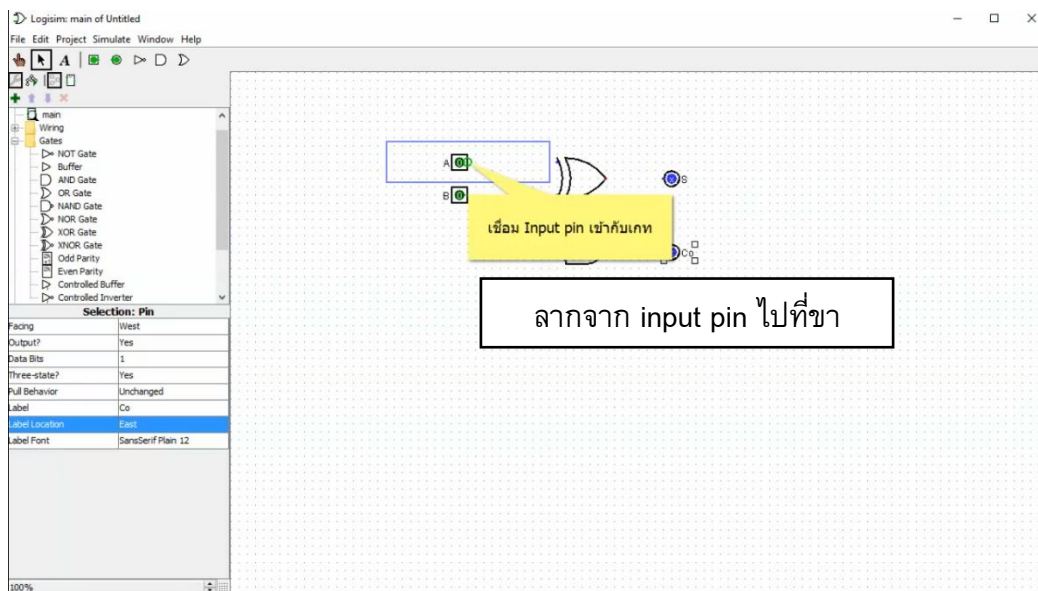 Logisim: main of Untitled
File Edit Project Simulate Window Help
A
main
Wiring
Gates
NOT Gate
Buffer
AND Gate
OR Gate
NAND Gate
NOR Gate
XOR Gate
XNOR Gate
Odd Parity
Even Parity
Controlled Buffer
Controlled Inverter
Selection: Pin
Facing West
Output? Yes
Data Bits 1
Three-state? Yes
Pull Behavior Unchanged
Label Co
Label Location East
Label Font SansSerif Plain 12
100%
A
S
B
เชื่อม Input pin เข้ากับเกท
Co
ลากจาก input pin ไปที่ขา